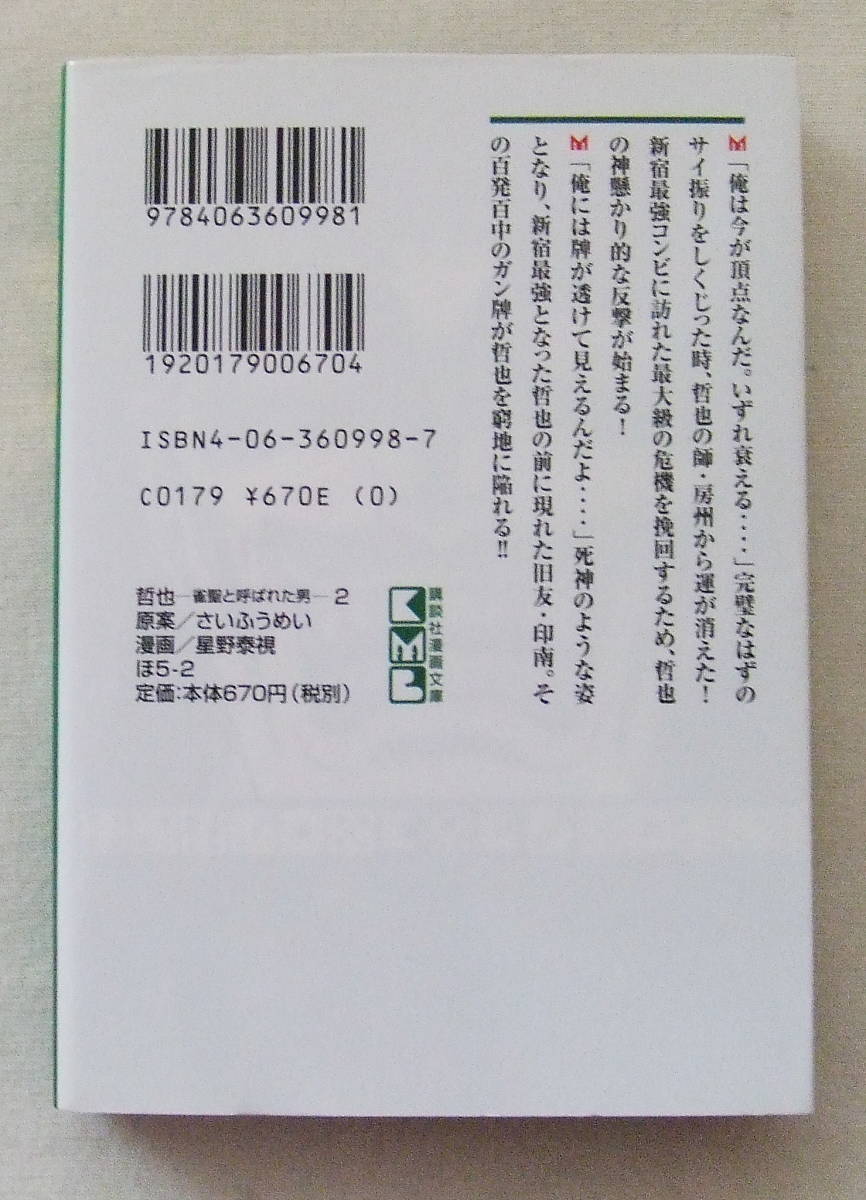 「俺は今が頂点なんだ。いずれ衰える‥‥」完璧なはずの
サイ振りをしくじった時、哲也の師・房州から運が消えた!
新宿最強コンビに訪れた最大級の危機を挽回するため、哲也
の神懸かり的な反撃が始まる!
「俺には牌が透けて見えるんだよ‥‥」死神のような姿
となり、新宿最強となった哲也の前に現れた旧友・印南。そ
の百発百中のガン牌が哲也を窮地に陥れる!!
9784063609981
1920179006704
ISBN4-06-360998-7
C0179 ¥670E (0)
哲也―雀聖と呼ばれた男― 2
原案/さいふうめい
漫画/星野泰視
ほ5-2
定価:本体670円(税別)
講談社漫画文庫